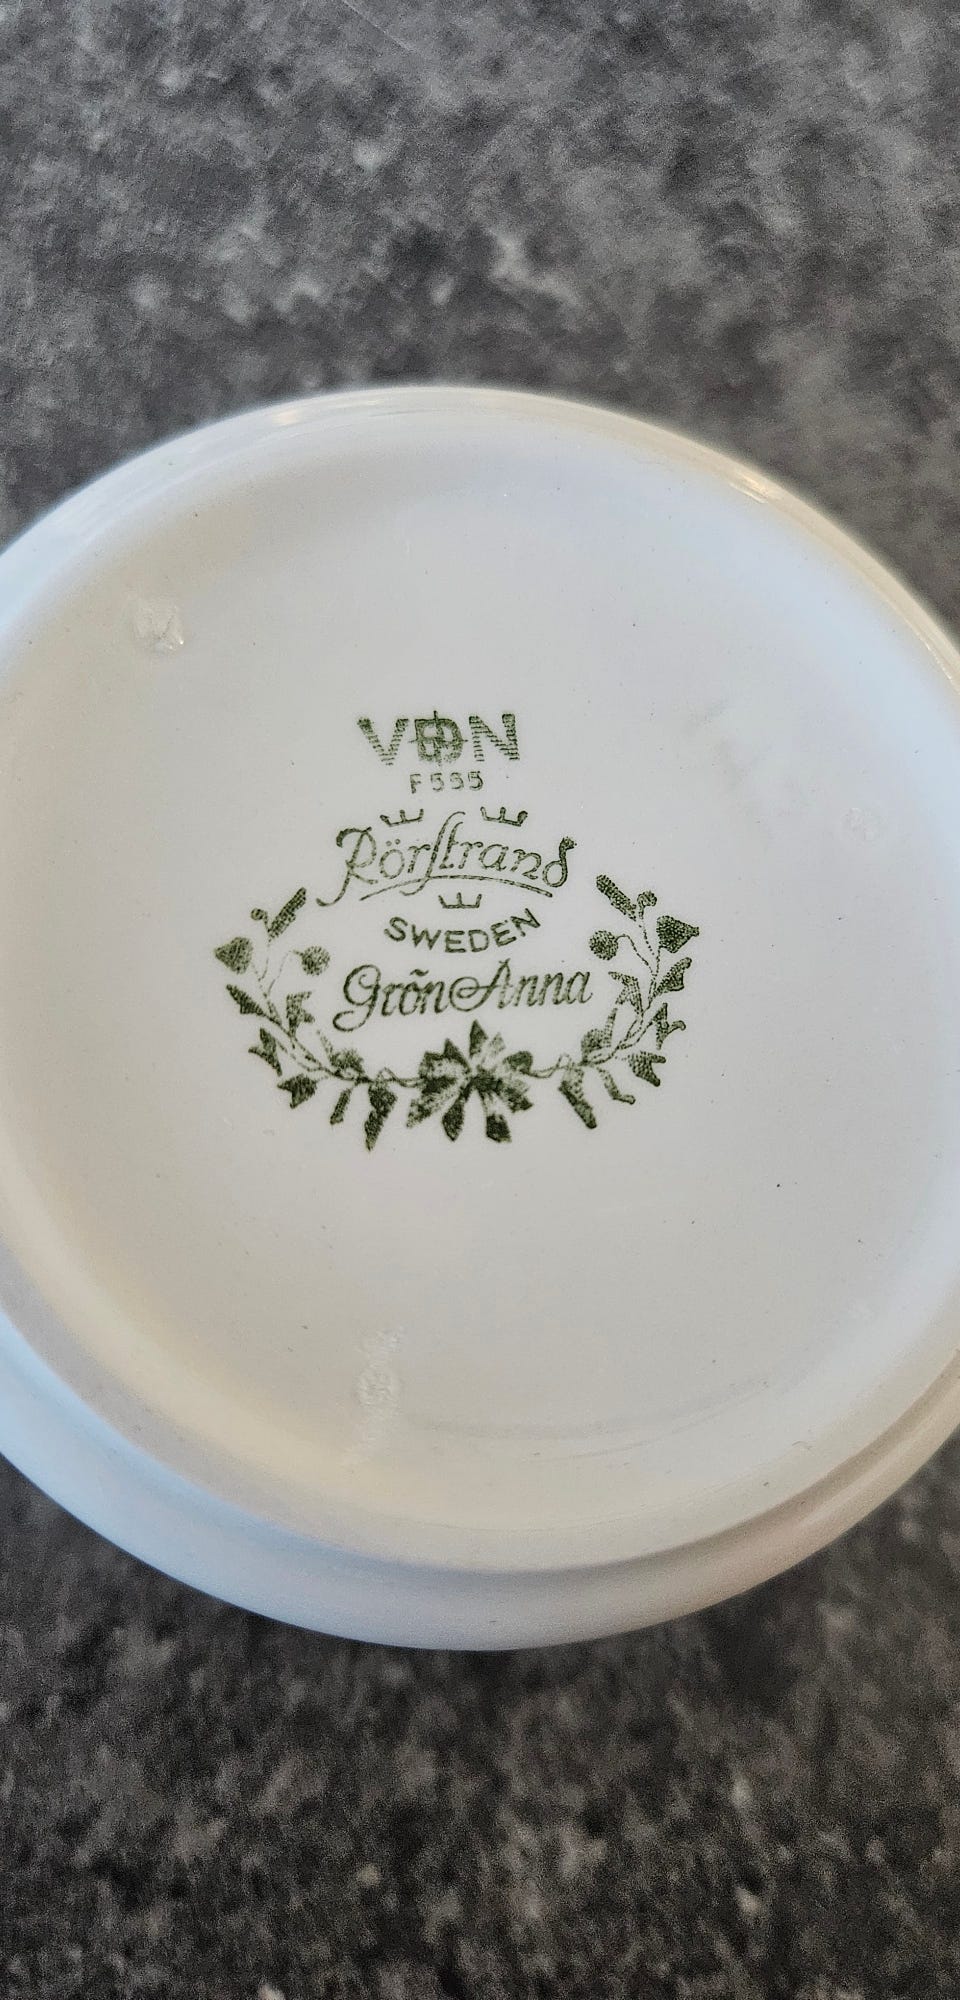 VDN
F555
Rörstrand
SWEDEN
Grön Anna